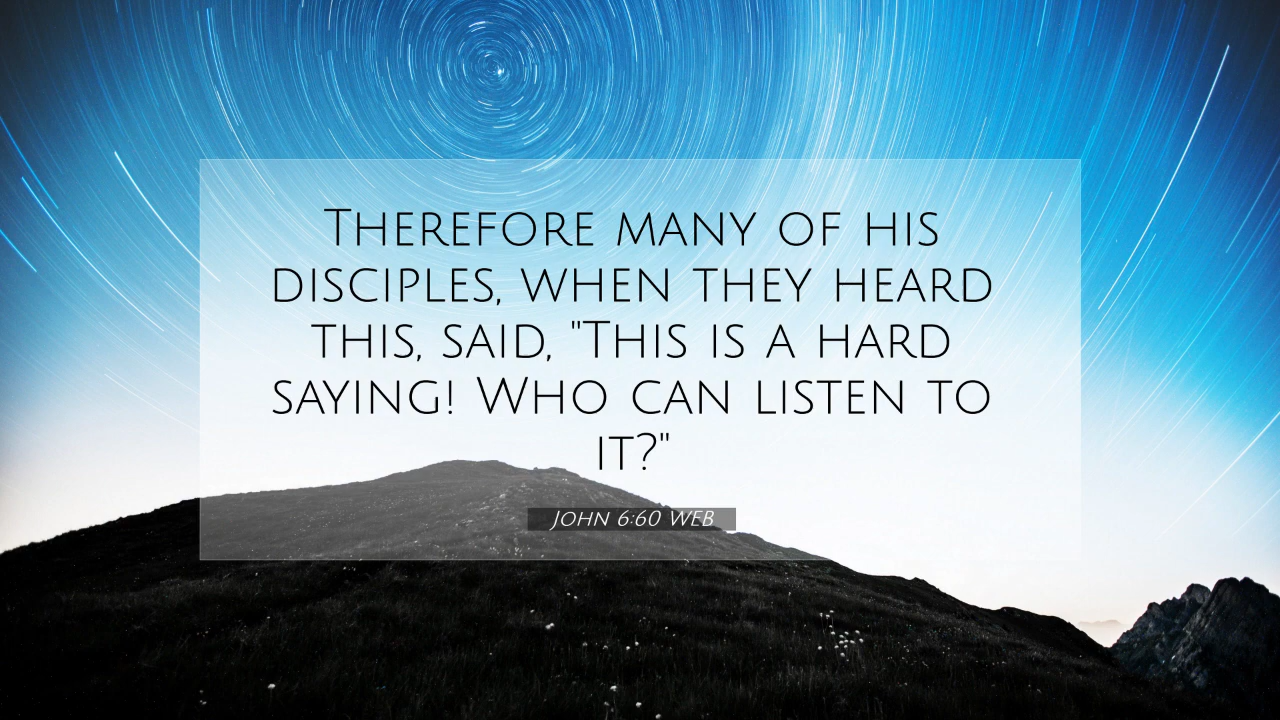 Therefore many of his
disciples, when they heard
this, said, "This is a hard
saying! Who can listen to
it?"
John 6:60 WEB